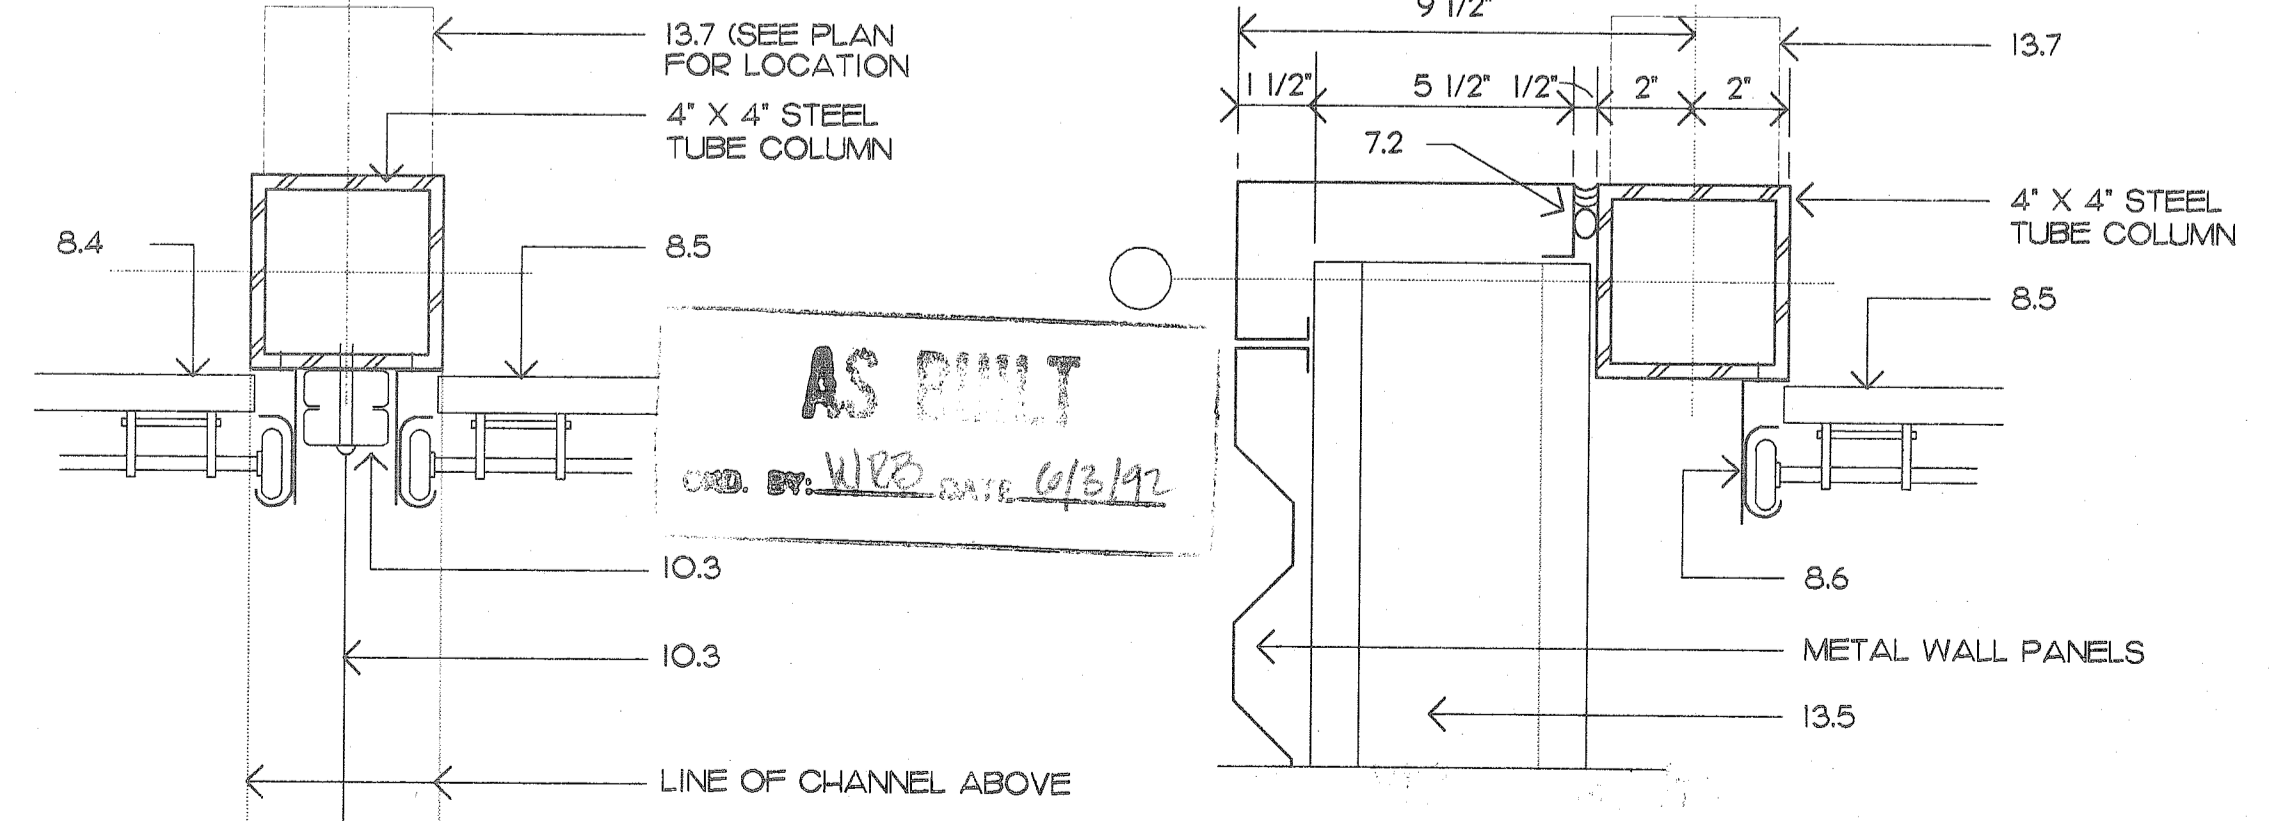 13.7 (SEE PLAN
FOR LOCATION
4" X 4" STEEL
TUBE COLUMN
8.4
8.5
10.3
10.3
LINE OF CHANNEL ABOVE
AS BUILT
CKD. BY: WRB DATE 6/3/92
9 1/2"
13.7
1 1/2"
5 1/2"
1/2"
2"
2"
7.2
4" X 4" STEEL
TUBE COLUMN
8.5
8.6
METAL WALL PANELS
13.5